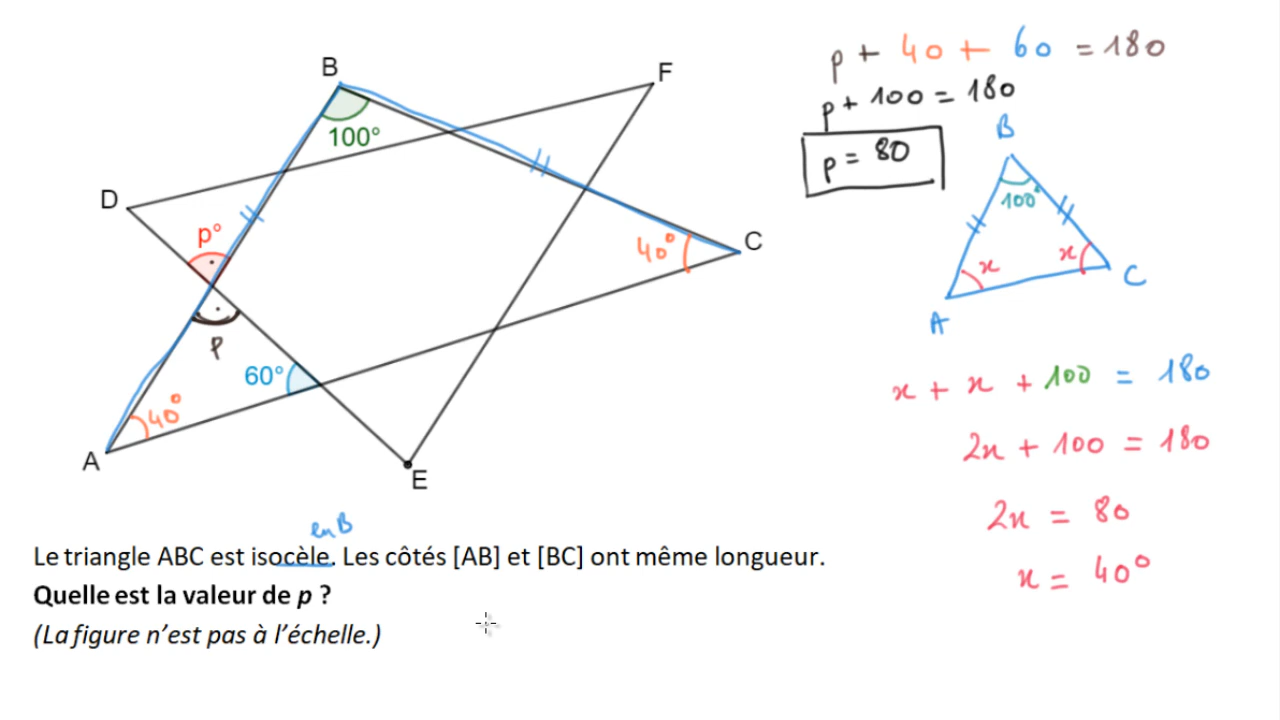 p + 40 + 60 = 180
p + 100 = 180
p = 80
B
F
100°
D
p°
40°
C
p
60°
40°
A
E
B
100°
x
x
C
A
x + x + 100 = 180
2x + 100 = 180
2x = 80
x = 40°
en B
Le triangle ABC est isocèle. Les côtés [AB] et [BC] ont même longueur.
Quelle est la valeur de p ?
(La figure n’est pas à l’échelle.)